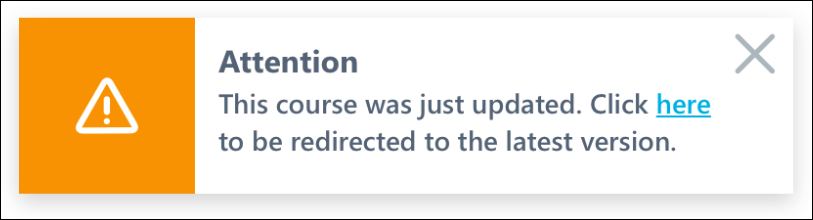 Attention
This course was just updated. Click here
to be redirected to the latest version.